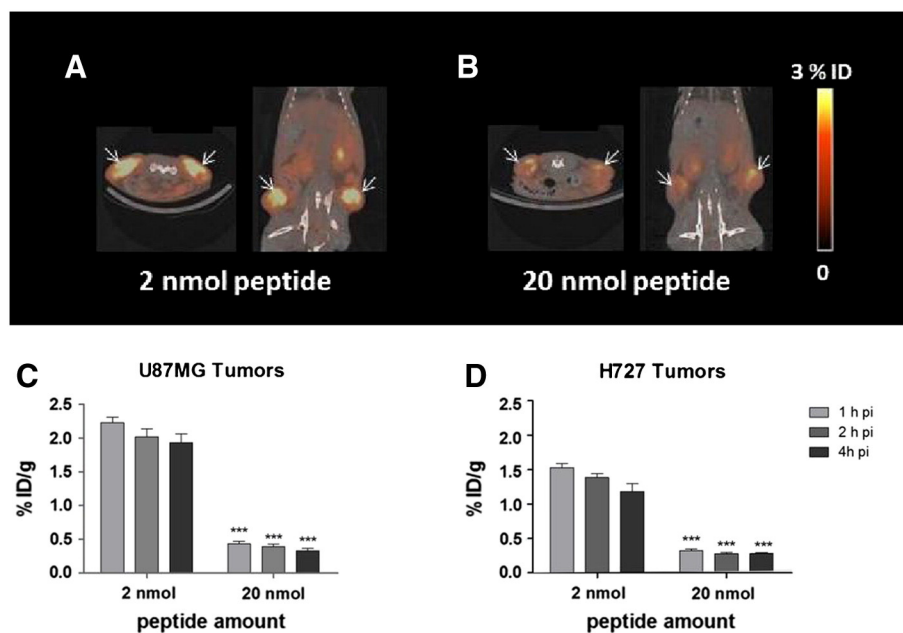 A
B
3 % ID
0
2 nmol peptide
20 nmol peptide
C
U87MG Tumors
D
H727 Tumors
2.5
2.0
1.5
1.0
0.5
0.0
% ID/g
***
***
***
2 nmol
20 nmol
peptide amount
2.5
2.0
1.5
1.0
0.5
0.0
% ID/g
***
***
***
2 nmol
20 nmol
peptide amount
1 h pi
2 h pi
4h pi